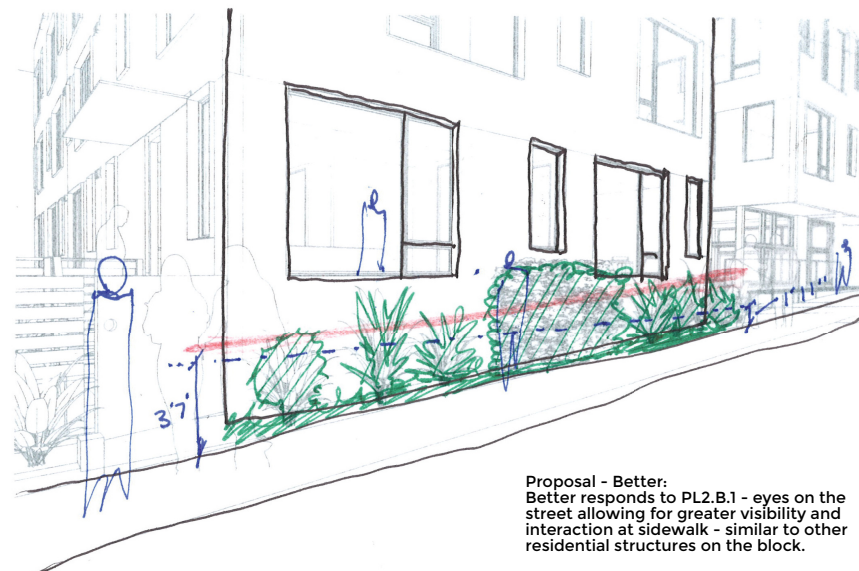 3'7"
Proposal - Better:
Better responds to PL2.B.1 - eyes on the
street allowing for greater visibility and
interaction at sidewalk - similar to other
residential structures on the block.